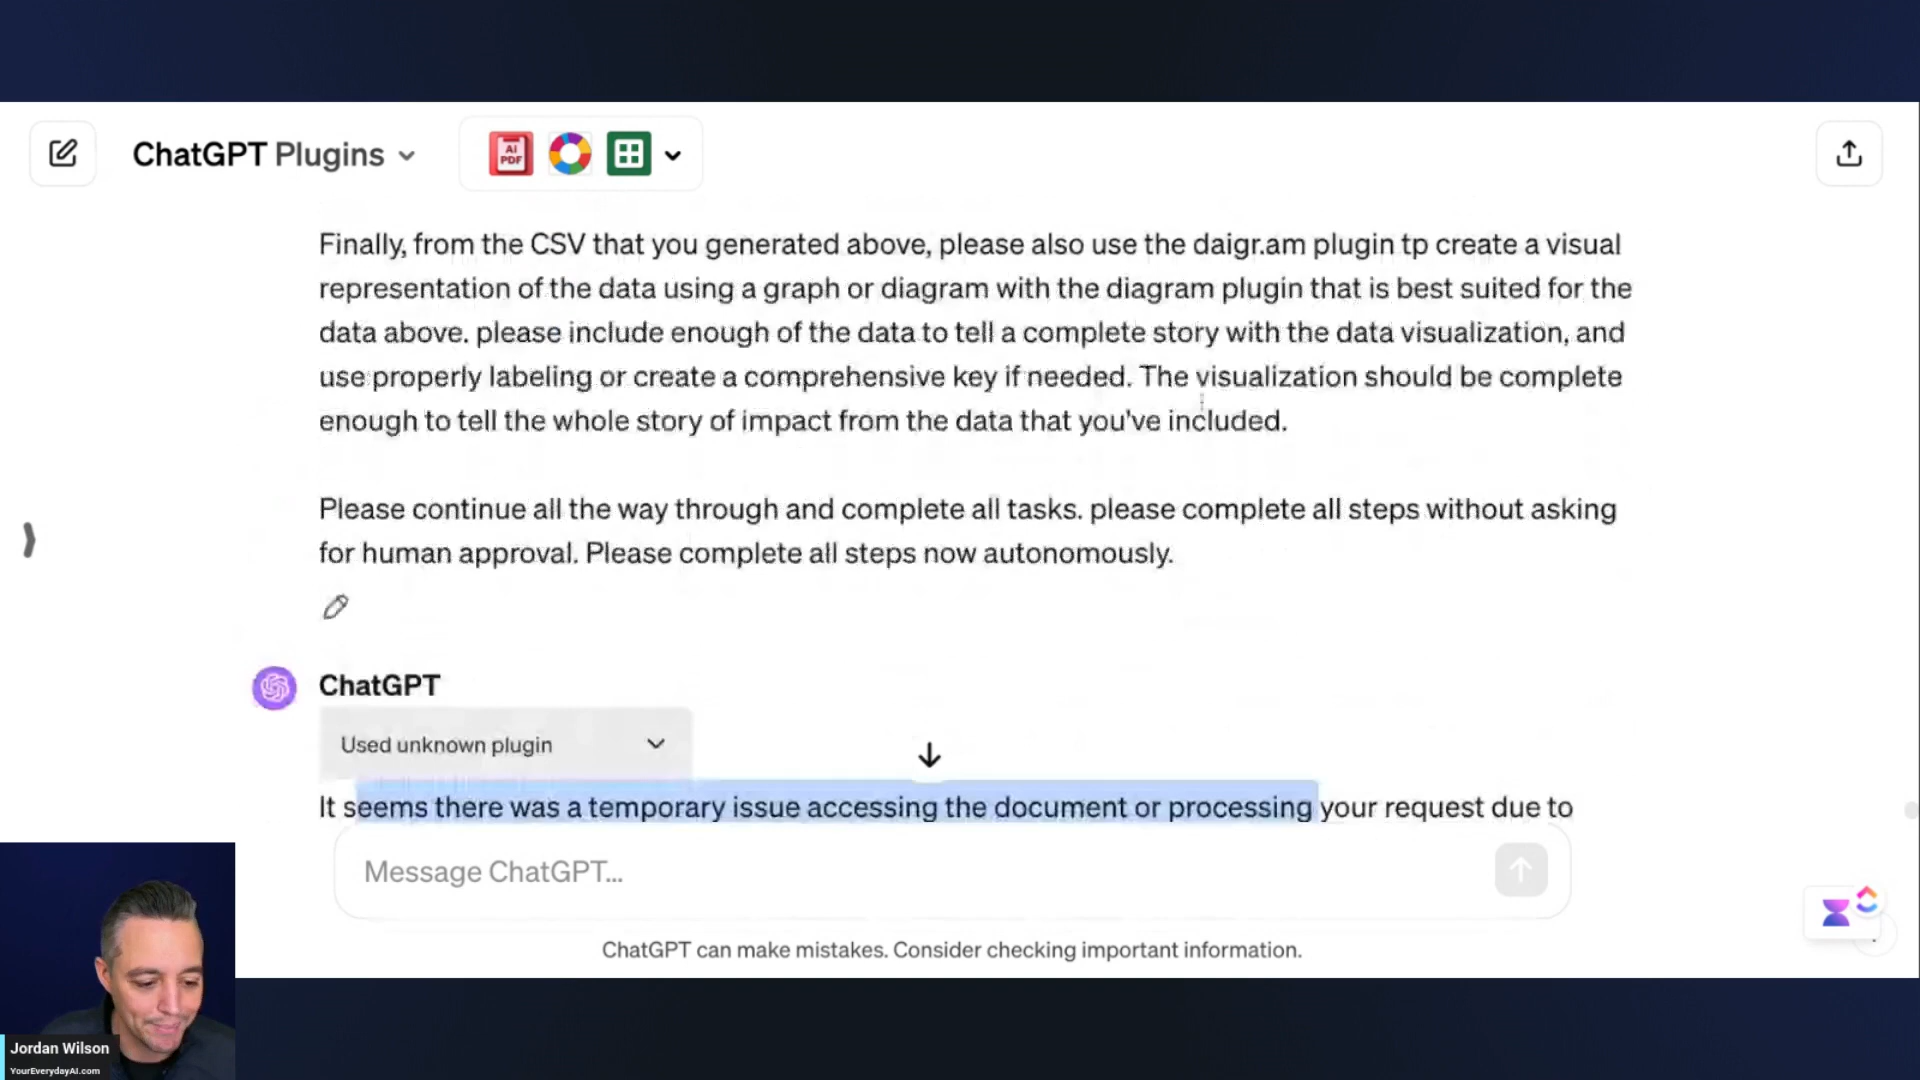 ChatGPT Plugins
AI
PDF
Finally, from the CSV that you generated above, please also use the daigr.am plugin tp create a visual
representation of the data using a graph or diagram with the diagram plugin that is best suited for the
data above. please include enough of the data to tell a complete story with the data visualization, and
use properly labeling or create a comprehensive key if needed. The visualization should be complete
enough to tell the whole story of impact from the data that you've included.
Please continue all the way through and complete all tasks. please complete all steps without asking
for human approval. Please complete all steps now autonomously.
ChatGPT
Used unknown plugin
It seems there was a temporary issue accessing the document or processing your request due to
Message ChatGPT...
ChatGPT can make mistakes. Consider checking important information.
Jordan Wilson
YourEverydayAI.com